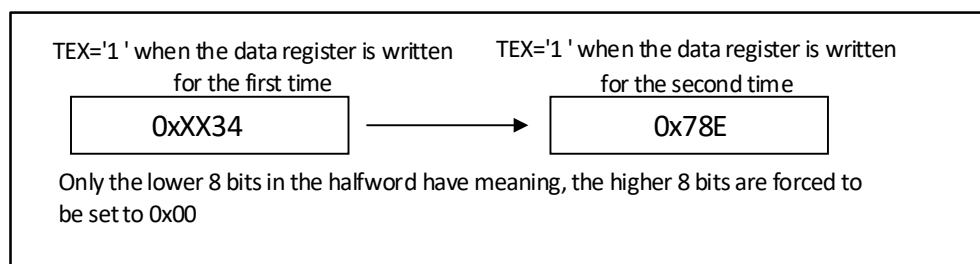 TEX='1 ' when the data register is written
for the first time
TEX='1 ' when the data register is written
for the second time
0xXX34
0x78E
Only the lower 8 bits in the halfword have meaning, the higher 8 bits are forced to
be set to 0x00